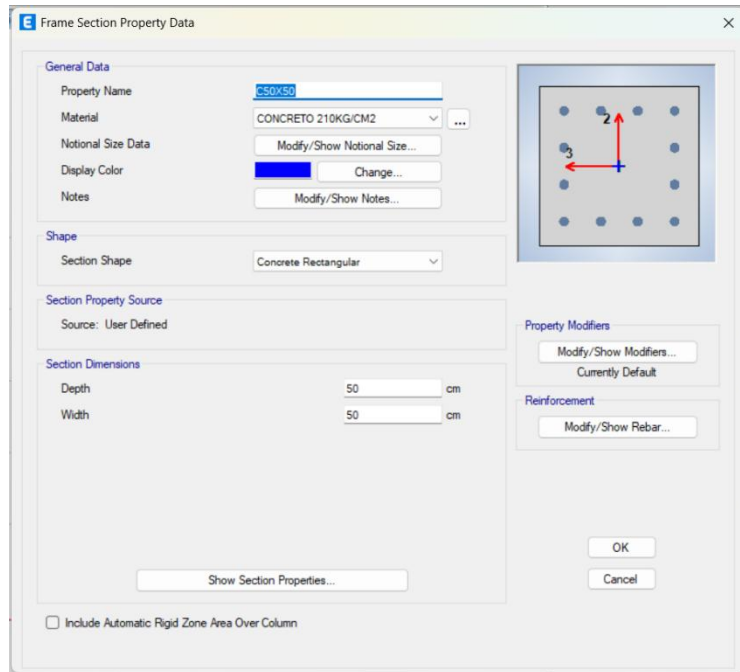 E Frame Section Property Data
General Data
Property Name C50X50
Material CONCRETO 210KG/CM2 ...
Notional Size Data Modify/Show Notional Size...
Display Color Change...
Notes Modify/Show Notes...
2
3
Shape
Section Shape Concrete Rectangular
Section Property Source
Source: User Defined
Property Modifiers
Modify/Show Modifiers...
Currently Default
Section Dimensions
Depth 50 cm
Width 50 cm
Reinforcement
Modify/Show Rebar...
OK
Show Section Properties... Cancel
Include Automatic Rigid Zone Area Over Column